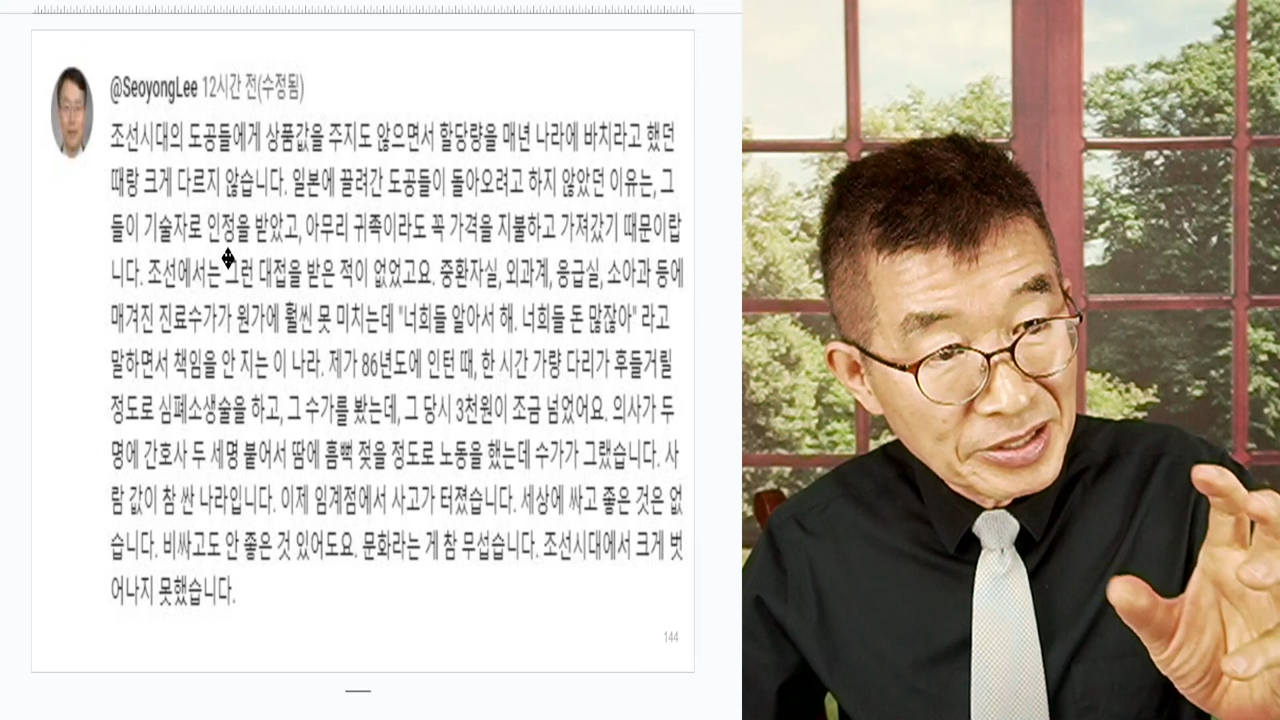 @SeoyongLee 12시간 전(수정됨)
조선시대의 도공들에게 상품값을 주지도 않으면서 할당량을 매년 나라에 바치라고 했던
때랑 크게 다르지 않습니다. 일본에 끌려간 도공들이 돌아오려고 하지 않았던 이유는, 그
들이 기술자로 인정을 받았고, 아무리 귀족이라도 꼭 가격을 지불하고 가져갔기 때문이랍
니다. 조선에서는 그런 대접을 받은 적이 없었고요. 중환자실, 외과계, 응급실, 소아과 등에
매겨진 진료수가가 원가에 훨씬 못 미치는데 "너희들 알아서 해. 너희들 돈 많잖아" 라고
말하면서 책임을 안 지는 이 나라. 제가 86년도에 인턴 때, 한 시간 가량 다리가 후들거릴
정도로 심폐소생술을 하고, 그 수가를 봤는데, 그 당시 3천원이 조금 넘었어요. 의사가 두
명에 간호사 두 세명 붙어서 땀에 흠뻑 젖을 정도로 노동을 했는데 수가가 그랬습니다. 사
람 값이 참 싼 나라입니다. 이제 임계점에서 사고가 터졌습니다. 세상에 싸고 좋은 것은 없
습니다. 비싸고도 안 좋은 것 있어도요. 문화라는 게 참 무섭습니다. 조선시대에서 크게 벗
어나지 못했습니다.
144